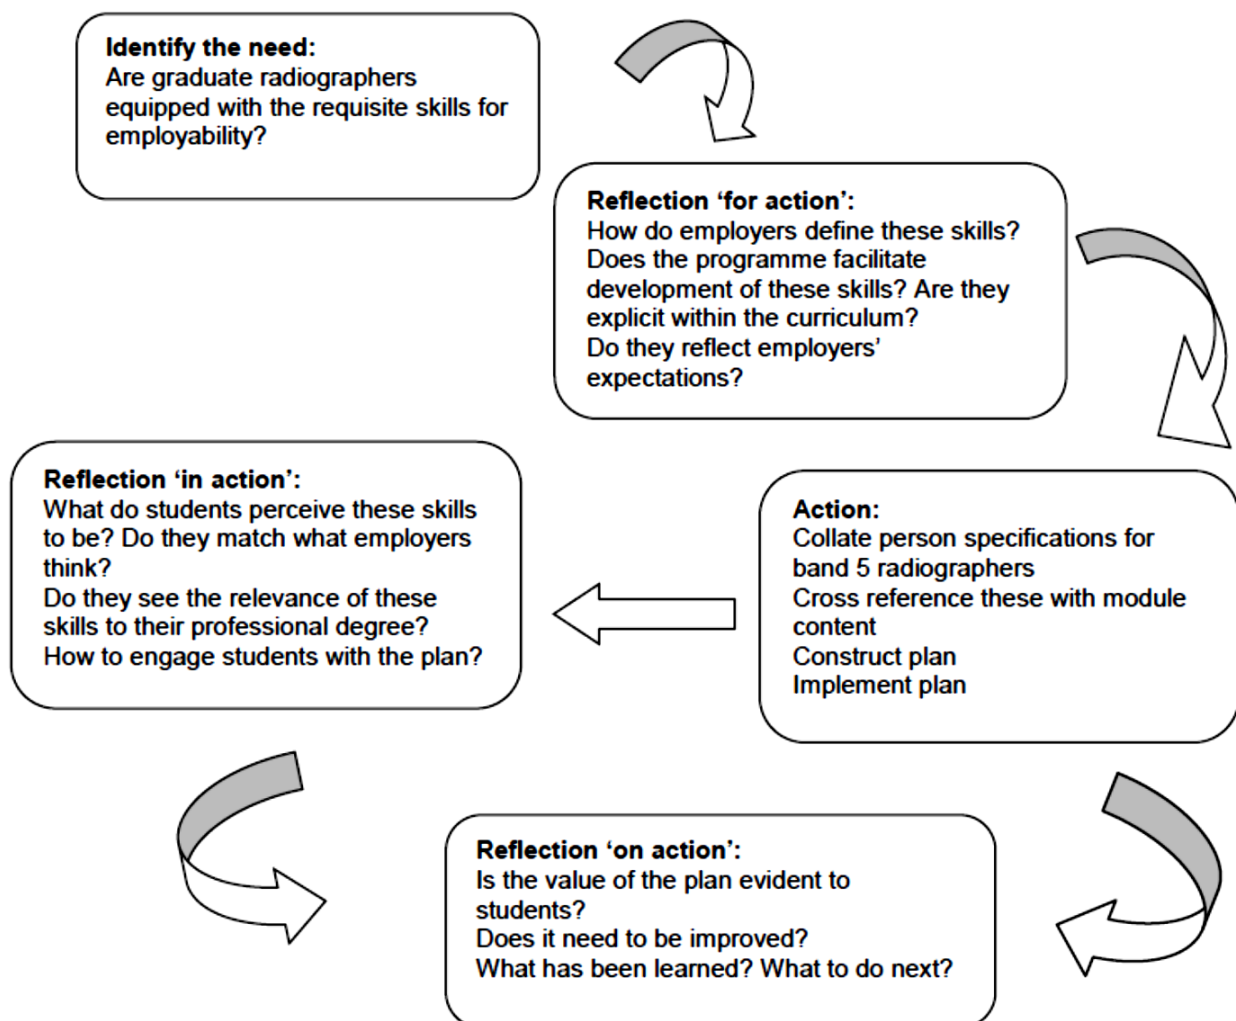 Identify the need:
Are graduate radiographers
equipped with the requisite skills for
employability?
Reflection ‘for action’:
How do employers define these skills?
Does the programme facilitate
development of these skills? Are they
explicit within the curriculum?
Do they reflect employers’
expectations?
Action:
Collate person specifications for
band 5 radiographers
Cross reference these with module
content
Construct plan
Implement plan
Reflection ‘in action’:
What do students perceive these skills
to be? Do they match what employers
think?
Do they see the relevance of these
skills to their professional degree?
How to engage students with the plan?
Reflection ‘on action’:
Is the value of the plan evident to
students?
Does it need to be improved?
What has been learned? What to do next?